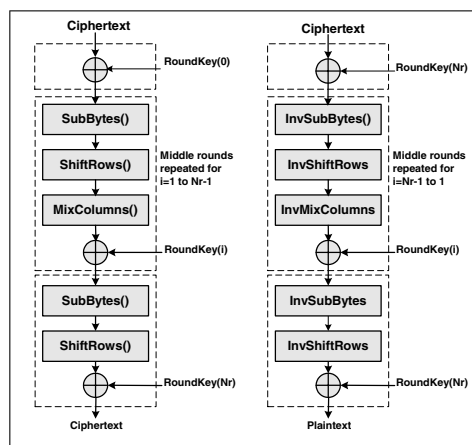 Ciphertext
RoundKey(0)
SubBytes()
ShiftRows()
MixColumns()
Middle rounds
repeated for
i=1 to Nr-1
RoundKey(i)
SubBytes()
ShiftRows()
RoundKey(Nr)
Ciphertext
Ciphertext
RoundKey(Nr)
InvSubBytes()
InvShiftRows
InvMixColumns
Middle rounds
repeated for
i=Nr-1 to 1
RoundKey(i)
InvSubBytes
InvShiftRows
RoundKey(Nr)
Plaintext